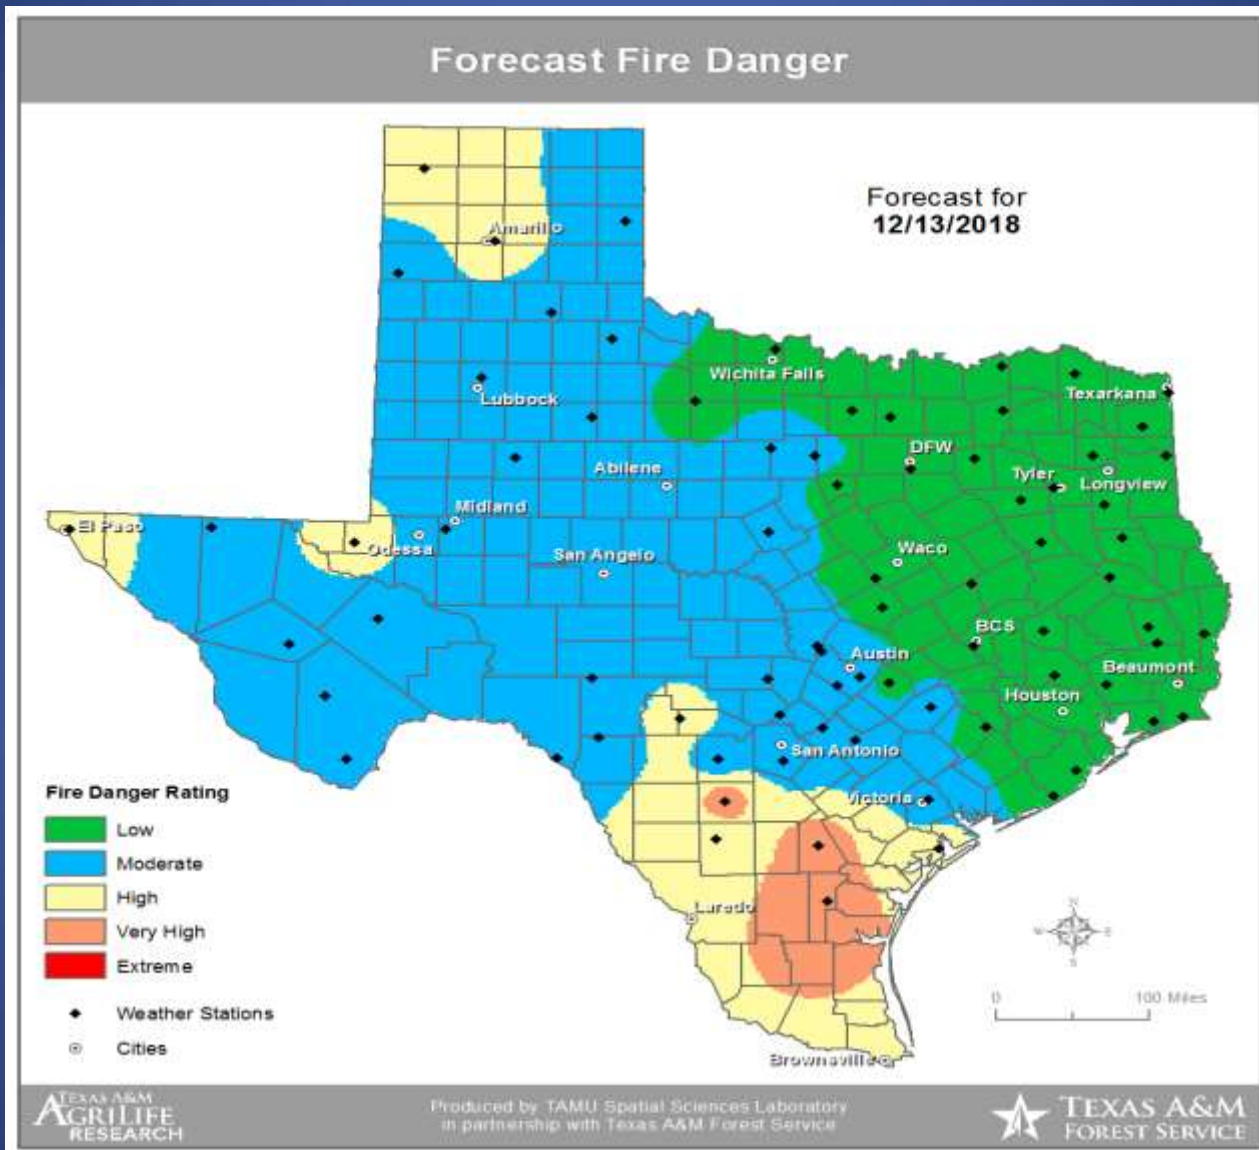 Forecast Fire Danger
Forecast for
12/13/2018
Amarillo
Wichita Falls
Texarkana
Lubbock
DFW
Abilene
Tyler
Longview
Midland
El Paso
Odessa
San Angelo
Waco
BCS
Austin
Beaumont
Houston
San Antonio
Victoria
Laredo
Brownsville
Fire Danger Rating
Low
Moderate
High
Very High
Extreme
Weather Stations
Cities
N
W E
S
0 100 Miles
TEXAS A&M
AGRILIFE
RESEARCH
Produced by TAMU Spatial Sciences Laboratory
in partnership with Texas A&M Forest Service
TEXAS A&M
FOREST SERVICE